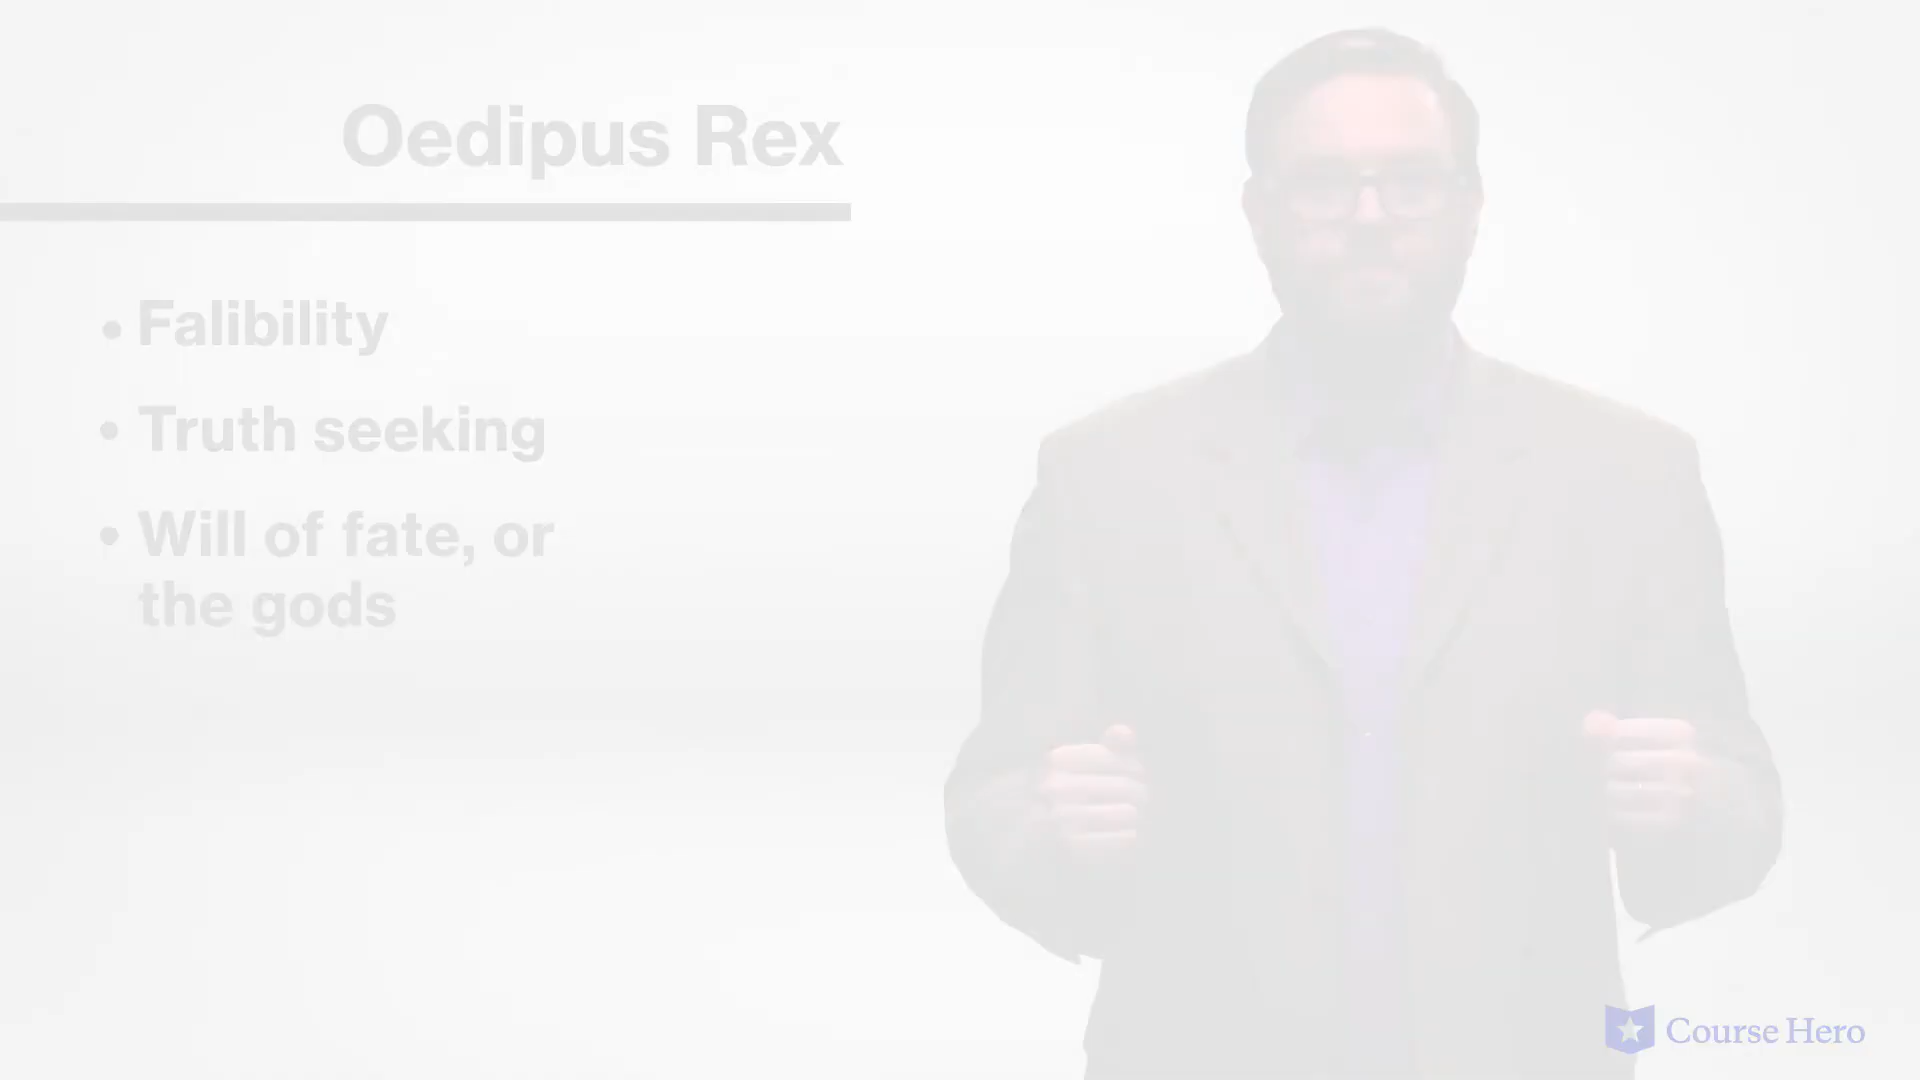 Oedipus Rex
• Falibility
• Truth seeking
• Will of fate, or
the gods
Course Hero